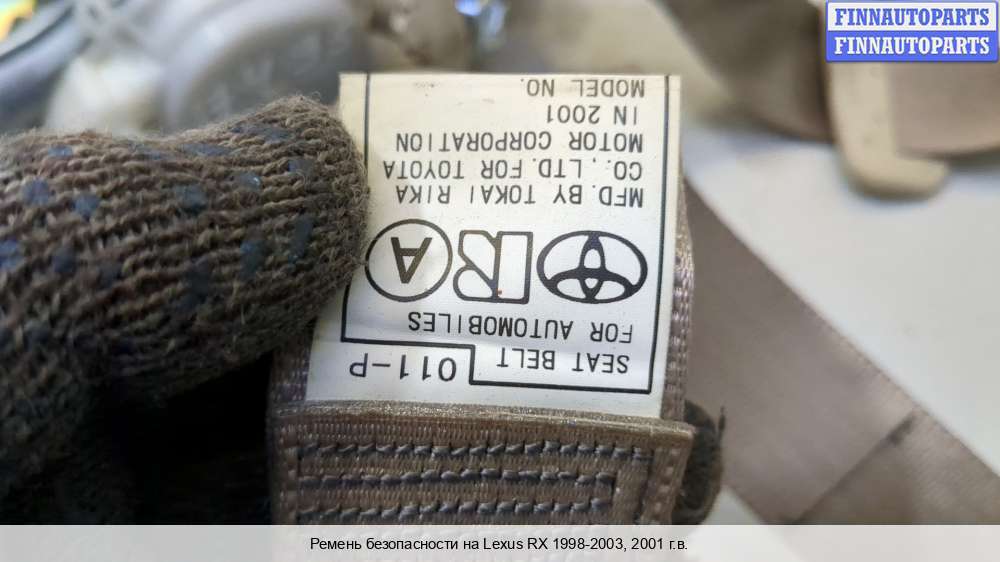 FINNAUTOPARTS
FINNAUTOPARTS
011-P
SEAT BELT
FOR AUTOMOBILES
A
MFD. BY TOKAI RIKA
CO., LTD. FOR TOYOTA
MOTOR CORPORATION
IN 2001
MODEL NO.
Ремень безопасности на Lexus RX 1998-2003, 2001 г.в.